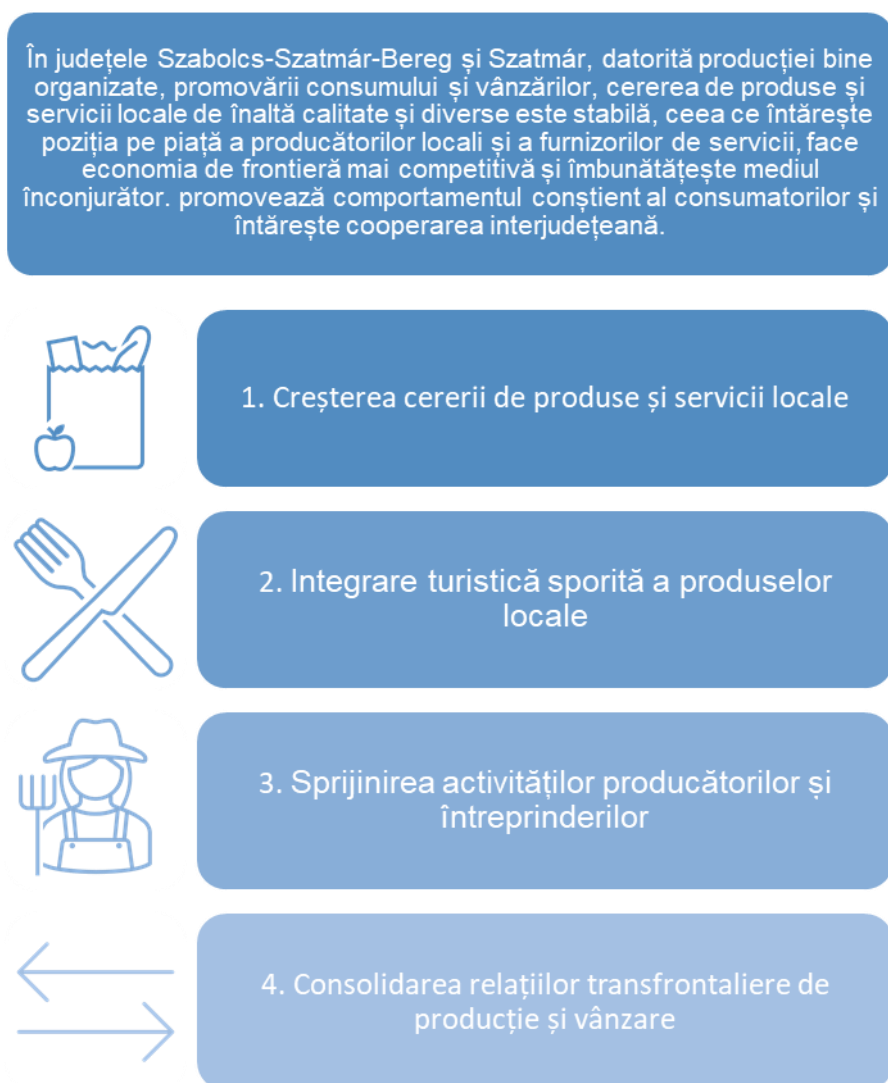 În județele Szabolcs-Szatmár-Bereg și Szatmár, datorită producției bine
organizate, promovării consumului și vânzărilor, cererea de produse și
servicii locale de înaltă calitate și diverse este stabilă, ceea ce întărește
poziția pe piață a producătorilor locali și a furnizorilor de servicii, face
economia de frontieră mai competitivă și îmbunătățește mediul
înconjurător. promovează comportamentul conștient al consumatorilor și
întărește cooperarea interjudețeană.
1. Creșterea cererii de produse și servicii locale
2. Integrare turistică sporită a produselor
locale
3. Sprijinirea activităților producătorilor și
întreprinderilor
4. Consolidarea relațiilor transfrontaliere de
producție și vânzare